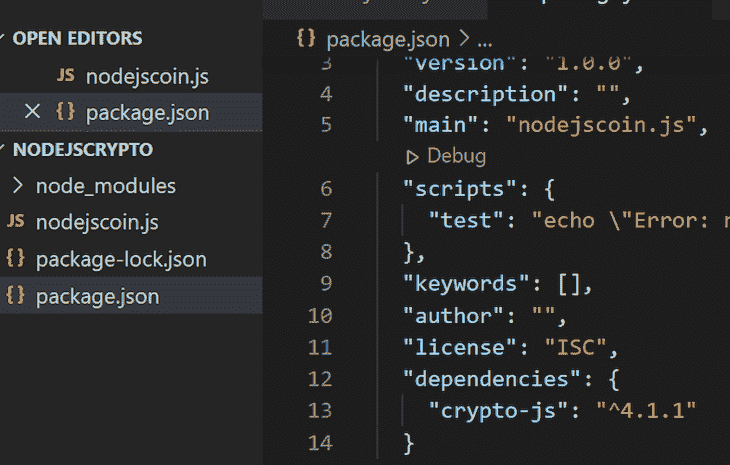 OPEN EDITORS
JS nodejscoin.js
{} package.json
NODEJSCRYPTO
node_modules
JS nodejscoin.js
{} package-lock.json
{} package.json
{} package.json > ...
3 "version": "1.0.0",
4 "description": "",
5 "main": "nodejscoin.js",
Debug
6 "scripts": {
7 "test": "echo \"Error:
8 },
9 "keywords": [],
10 "author": "",
11 "license": "ISC",
12 "dependencies": {
13 "crypto-js": "^4.1.1"
14 }